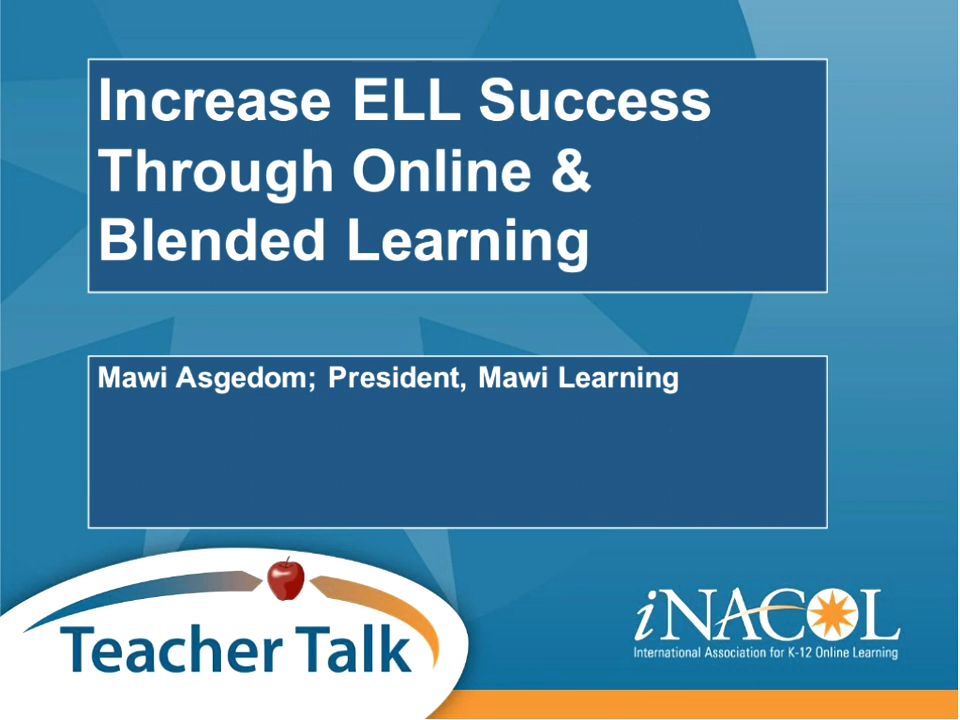 Increase ELL Success
Through Online &
Blended Learning
Mawi Asgedom; President, Mawi Learning
Teacher Talk
iNACOL
International Association for K-12 Online Learning